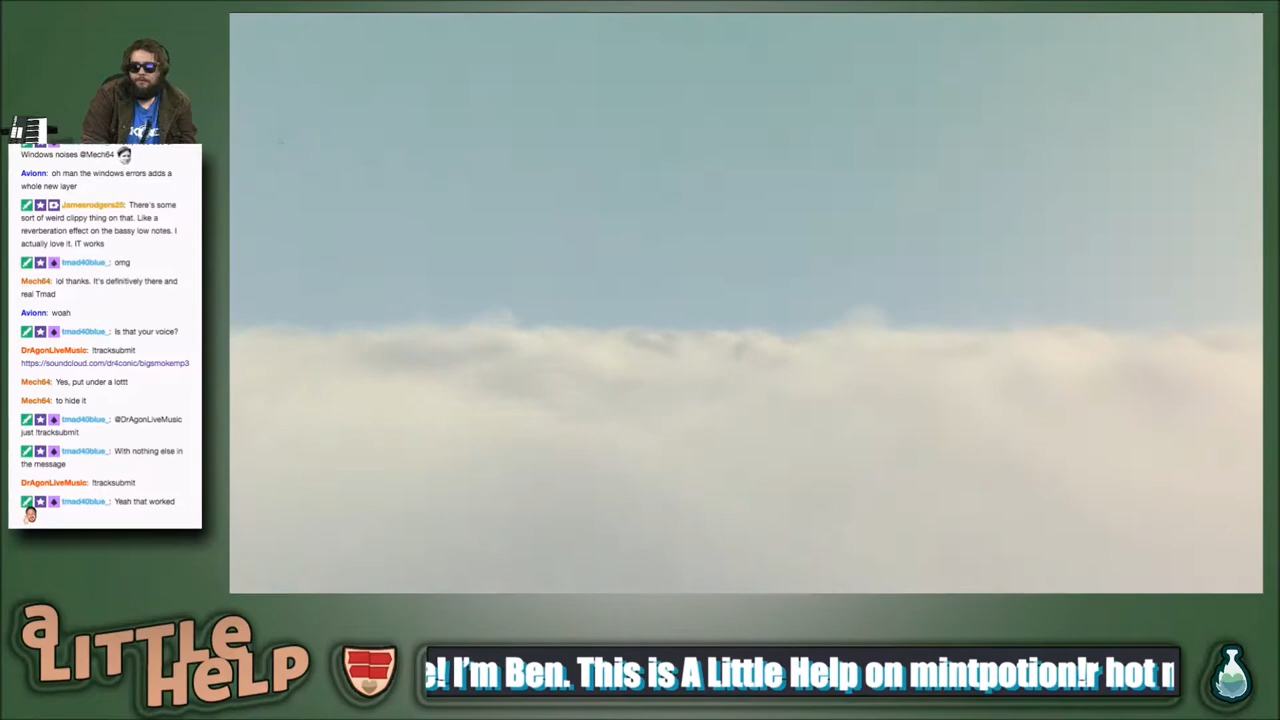 Windows noises @Mech64
Avionn: oh man the windows errors adds a
whole new layer
Jamesrodgers25: There's some
sort of weird clippy thing on that. Like a
reverberation effect on the bassy low notes. I
actually love it. IT works
tmad40blue_: omg
Mech64: lol thanks. It's definitively there and
real Tmad
Avionn: woah
tmad40blue_: Is that your voice?
DrAgonLiveMusic: !tracksubmit
https://soundcloud.com/dr4conic/bigsmokemp3
Mech64: Yes, put under a lottt
Mech64: to hide it
tmad40blue_: @DrAgonLiveMusic
just !tracksubmit
tmad40blue_: With nothing else in
the message
DrAgonLiveMusic: !tracksubmit
tmad40blue_: Yeah that worked
a LITTLE
HELP
e! I'm Ben. This is A Little Help on mintpotion!r hot